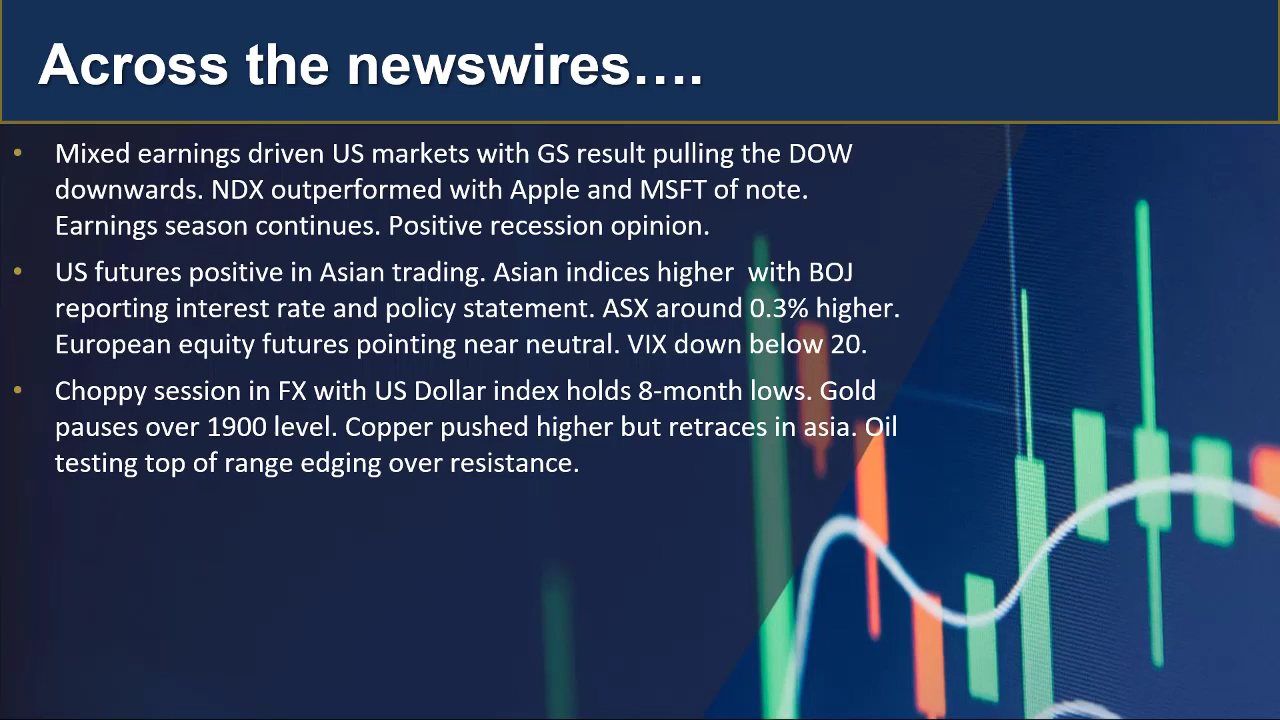 Across the newswires….
• Mixed earnings driven US markets with GS result pulling the DOW
downwards. NDX outperformed with Apple and MSFT of note.
Earnings season continues. Positive recession opinion.
• US futures positive in Asian trading. Asian indices higher  with BOJ
reporting interest rate and policy statement. ASX around 0.3% higher.
European equity futures pointing near neutral. VIX down below 20.
• Choppy session in FX with US Dollar index holds 8-month lows. Gold
pauses over 1900 level. Copper pushed higher but retraces in asia. Oil
testing top of range edging over resistance.